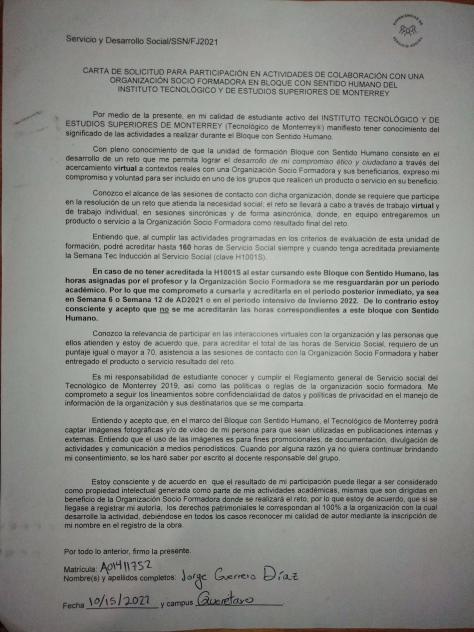 Servicio y Desarrollo Social/SSN/FJ2021
CARTA DE SOLICITUD PARA PARTICIPACIÓN EN ACTIVIDADES DE COLABORACIÓN CON UNA
ORGANIZACIÓN SOCIO FORMADORA EN BLOQUE CON SENTIDO HUMANO DEL
INSTITUTO TECNOLÓGICO Y DE ESTUDIOS SUPERIORES DE MONTERREY
Por medio de la presente, en mi calidad de estudiante activo del INSTITUTO TECNOLÓGICO Y DE
ESTUDIOS SUPERIORES DE MONTERREY (Tecnológico de Monterrey®) manifiesto tener conocimiento del
significado de las actividades a realizar durante el Bloque con Sentido Humano.
Con pleno conocimiento de que la unidad de formación Bloque con Sentido Humano consiste en el
desarrollo de un reto que me permita lograr el desarrollo de mi compromiso ético y ciudadano a través del
acercamiento virtual a contextos reales con una Organización Socio Formadora y sus beneficiarios, expreso mi
compromiso y voluntad para ser incluido en uno de los grupos que realicen un producto o servicio en su beneficio.
Conozco el alcance de las sesiones de contacto con dicha organización, donde se requiere que participe
en la resolución de un reto que atienda la necesidad social; el reto se llevará a cabo a través de trabajo virtual y
de trabajo individual, en sesiones sincrónicas y de forma asincrónica, donde, en equipo entregaremos un
producto o servicio a la Organización Socio Formadora como resultado final del reto.
Entiendo que, al cumplir las actividades programadas en los criterios de evaluación de esta unidad de
formación, podré acreditar hasta 160 horas de Servicio Social siempre y cuando tenga acreditada previamente
la Semana Tec Inducción al Servicio Social (clave H1001S).
En caso de no tener acreditada la H1001S al estar cursando este Bloque con Sentido Humano, las
horas asignadas por el profesor y la Organización Socio Formadora se me resguardarán por un periodo
académico. Por lo que me comprometo a cursarla y acreditarla en el periodo inmediato, ya sea
en Semana 6 o Semana 12 de AD2021 o en el periodo intensivo de Invierno 2022. De lo contrario estoy
consciente y acepto que no se me acreditarán las horas correspondientes a este bloque con Sentido
Humano.
Conozco la relevancia de participar en las interacciones virtuales con la organización y las personas que
ellos atienden y estoy de acuerdo que, para acreditar el total de las horas de Servicio Social, requiero de un
puntaje igual o mayor a 70, asistencia a las sesiones de contacto con la Organización Socio Formadora y haber
entregado el producto o servicio resultado del reto.
Es mi responsabilidad de estudiante conocer y cumplir el Reglamento general de Servicio social del
Tecnológico de Monterrey 2019, así como las políticas o reglas de la organización socio formadora. Me
comprometo a seguir los lineamientos sobre confidencialidad de datos y políticas de privacidad en el manejo de
información de la organización y sus destinatarios que se me comparta.
Entiendo y acepto que, en el marco del Bloque con Sentido Humano, el Tecnológico de Monterrey podrá
captar imágenes fotográficas y/o de video de mi persona para que sean utilizadas en publicaciones internas y
externas. Entiendo que el uso de las imágenes es para fines promocionales, de documentación, divulgación de
actividades y comunicación a medios periodísticos. Cuando por alguna razón ya no quiera continuar brindando
mi consentimiento, se los haré saber por escrito al docente responsable del grupo.
Estoy consciente y de acuerdo en que el resultado de mi participación puede llegar a ser considerado
como propiedad intelectual generada como parte de mis actividades académicas, mismas que son dirigidas en
beneficio de la Organización Socio Formadora donde se realizará el reto, por lo que estoy de acuerdo, que si se
llegase a registrar mi autoría, los derechos patrimoniales le correspondan al 100% a la organización con la cual
desarrolle la actividad, debiéndose en todos los casos reconocer mi calidad de autor mediante la inscripción de
mi nombre en el registro de la obra.
Por todo lo anterior, firmo la presente.
Matrícula: A01411752
Nombre(s) y apellidos completos: Jorge Guerrero Díaz
Fecha 10/15/2021 y campus Querétaro